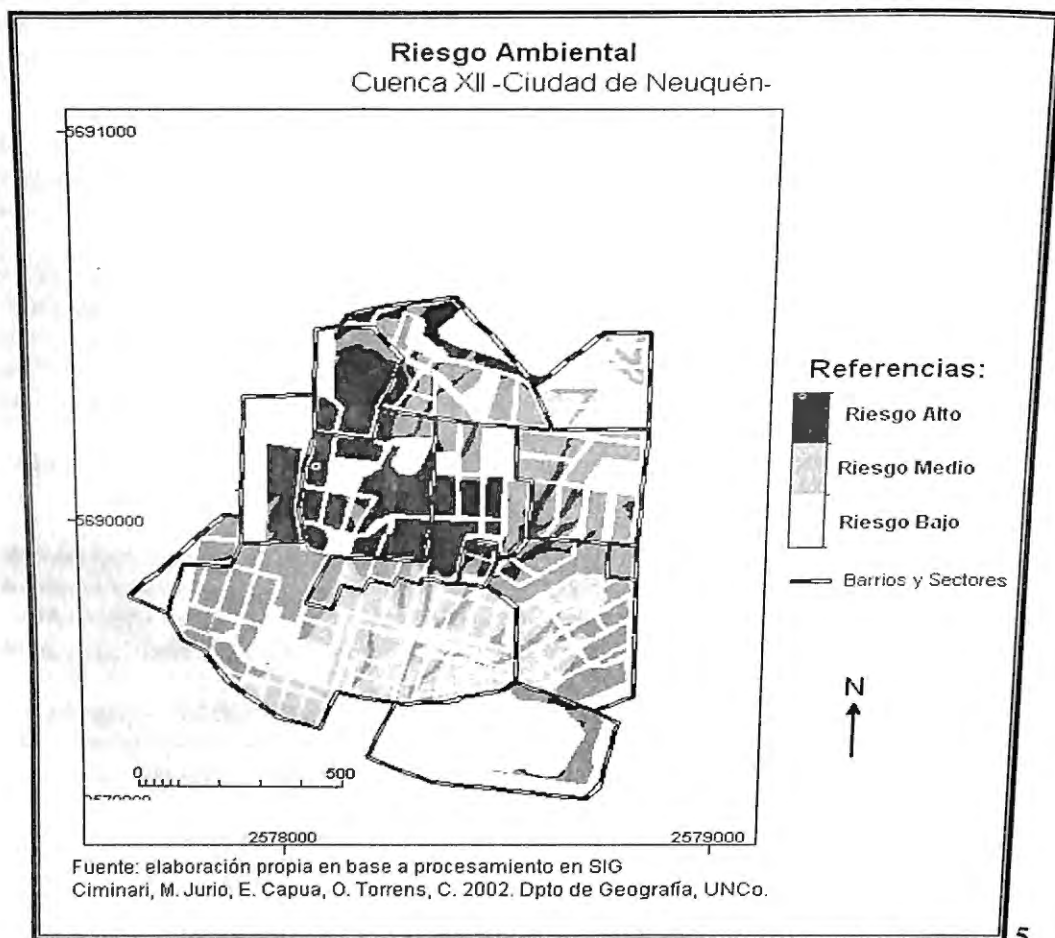 Riesgo Ambiental
Cuenca XII -Ciudad de Neuquén-
5691000
Referencias:
Riesgo Alto
Riesgo Medio
5690000
Riesgo Bajo
Barrios y Sectores
N
0 500
2578000 2579000
Fuente: elaboración propia en base a procesamiento en SIG
Ciminari, M. Jurio, E. Capua, O. Torrens, C. 2002. Dpto de Geografía, UNCo.
5